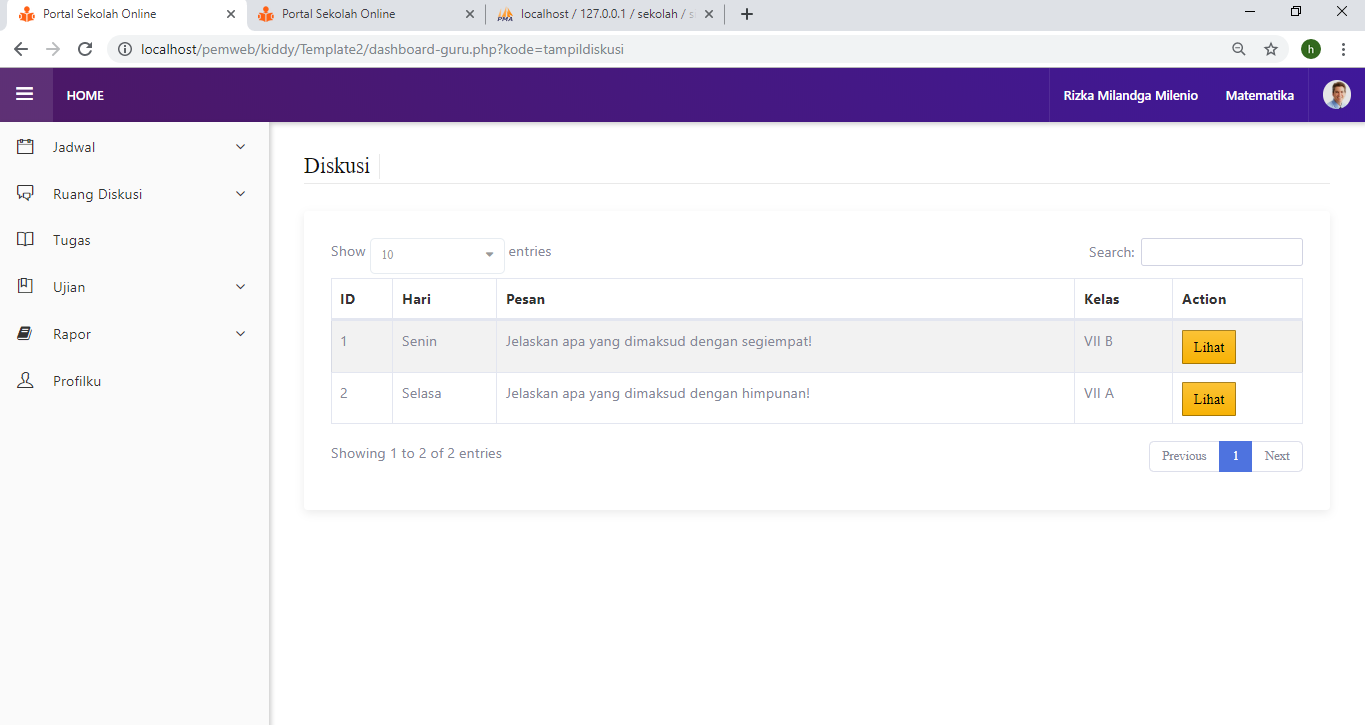 Portal Sekolah Online
Portal Sekolah Online
localhost / 127.0.0.1 / sekolah /
localhost/pemweb/kiddy/Template2/dashboard-guru.php?kode=tampildiskusi
h
HOME
Rizka Milandga Milenio
Matematika
Jadwal
Ruang Diskusi
Tugas
Ujian
Rapor
Profilku
Diskusi
Show 10 entries
Search:
ID Hari Pesan Kelas Action
1 Senin Jelaskan apa yang dimaksud dengan segiempat! VII B Lihat
2 Selasa Jelaskan apa yang dimaksud dengan himpunan! VII A Lihat
Showing 1 to 2 of 2 entries
Previous 1 Next